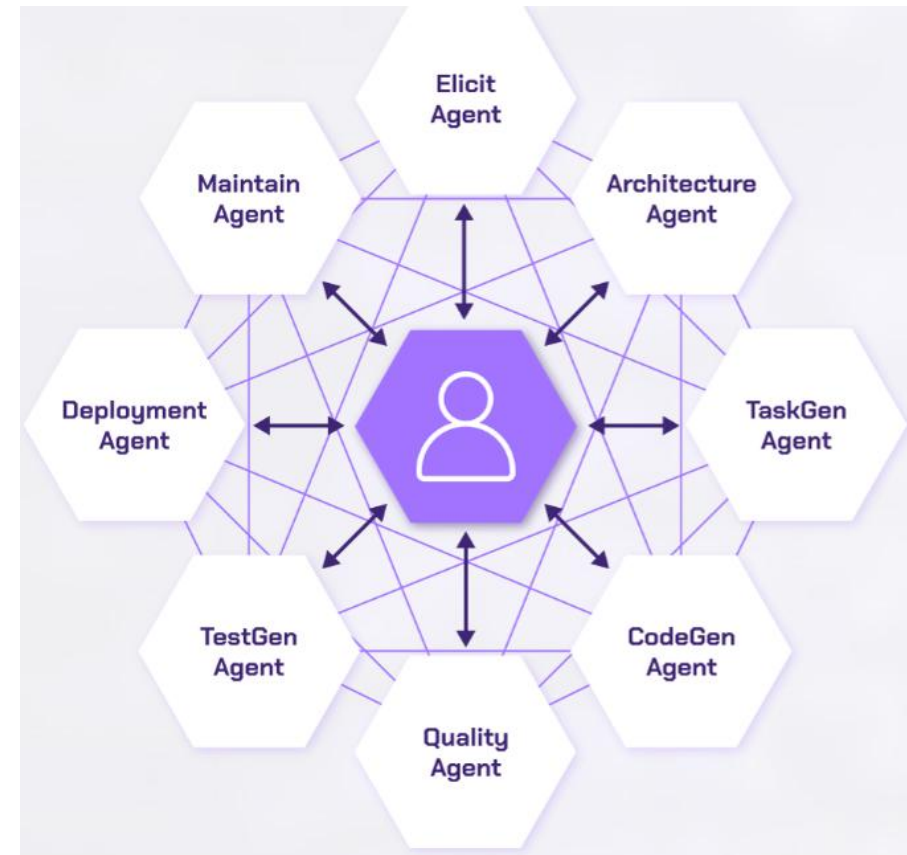 Elicit
Agent
Maintain
Agent
Architecture
Agent
Deployment
Agent
TaskGen
Agent
TestGen
Agent
CodeGen
Agent
Quality
Agent